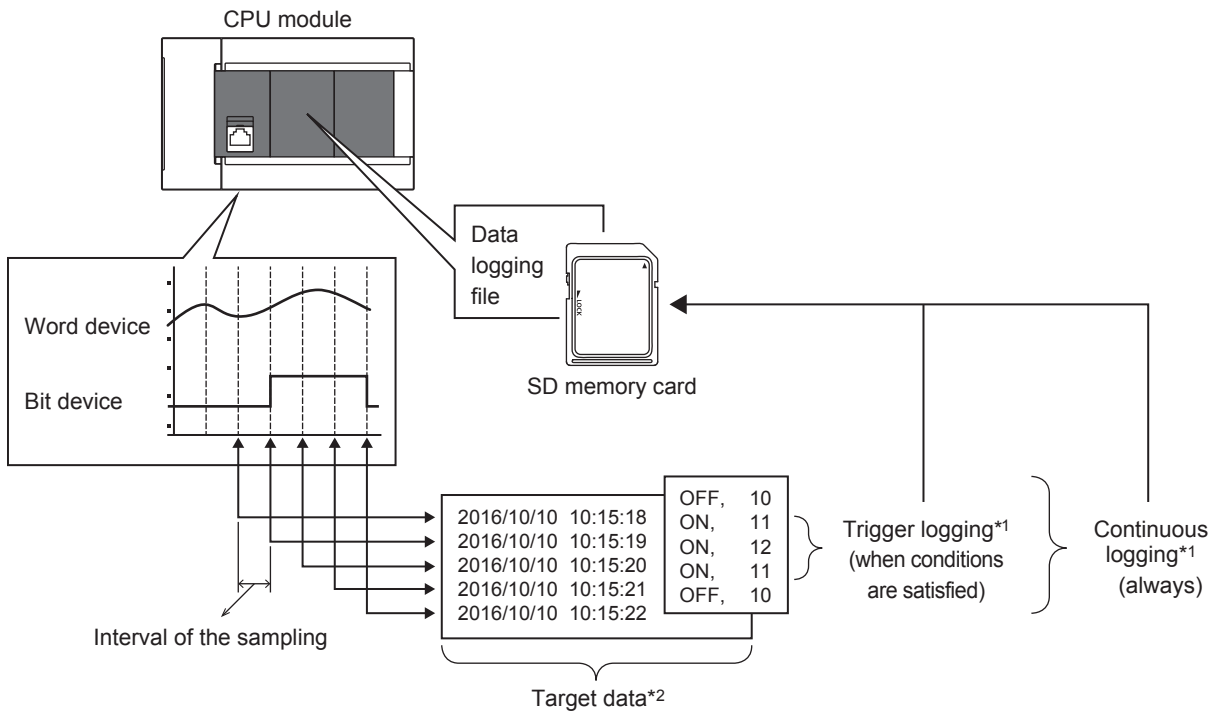 CPU module
Data
logging
file
LOCK
SD memory card
Word device
Bit device
Interval of the sampling
2016/10/10 10:15:18
2016/10/10 10:15:19
2016/10/10 10:15:20
2016/10/10 10:15:21
2016/10/10 10:15:22
OFF, 10
ON, 11
ON, 12
ON, 11
OFF, 10
Target data*2
Trigger logging*1
(when conditions
are satisfied)
Continuous
logging*1
(always)